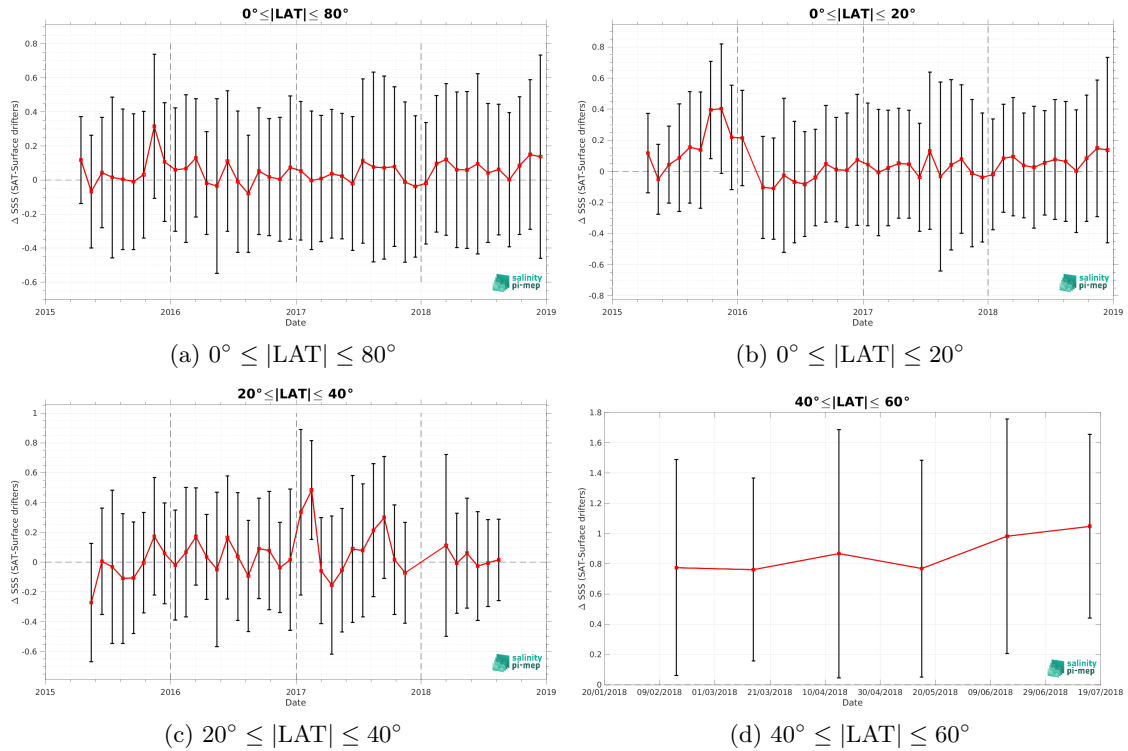 0°≤|LAT|≤ 80°
Δ SSS (SAT-Surface drifters)
0.8
0.6
0.4
0.2
0
-0.2
-0.4
-0.6
2015 2016 2017 2018 2019
Date
salinity
pi-mep
(a) 0° ≤ |LAT| ≤ 80°
0°≤|LAT|≤ 20°
Δ SSS (SAT-Surface drifters)
0.8
0.6
0.4
0.2
0
-0.2
-0.4
-0.6
-0.8
2015 2016 2017 2018 2019
Date
salinity
pi-mep
(b) 0° ≤ |LAT| ≤ 20°
20°≤|LAT|≤ 40°
Δ SSS (SAT-Surface drifters)
1
0.8
0.6
0.4
0.2
0
-0.2
-0.4
-0.6
2015 2016 2017 2018 2019
Date
salinity
pi-mep
(c) 20° ≤ |LAT| ≤ 40°
40°≤|LAT|≤ 60°
Δ SSS (SAT-Surface drifters)
1.8
1.6
1.4
1.2
1
0.8
0.6
0.4
0.2
0
20/01/2018 09/02/2018 01/03/2018 21/03/2018 10/04/2018 30/04/2018 20/05/2018 09/06/2018 29/06/2018 19/07/2018
Date
salinity
pi-mep
(d) 40° ≤ |LAT| ≤ 60°